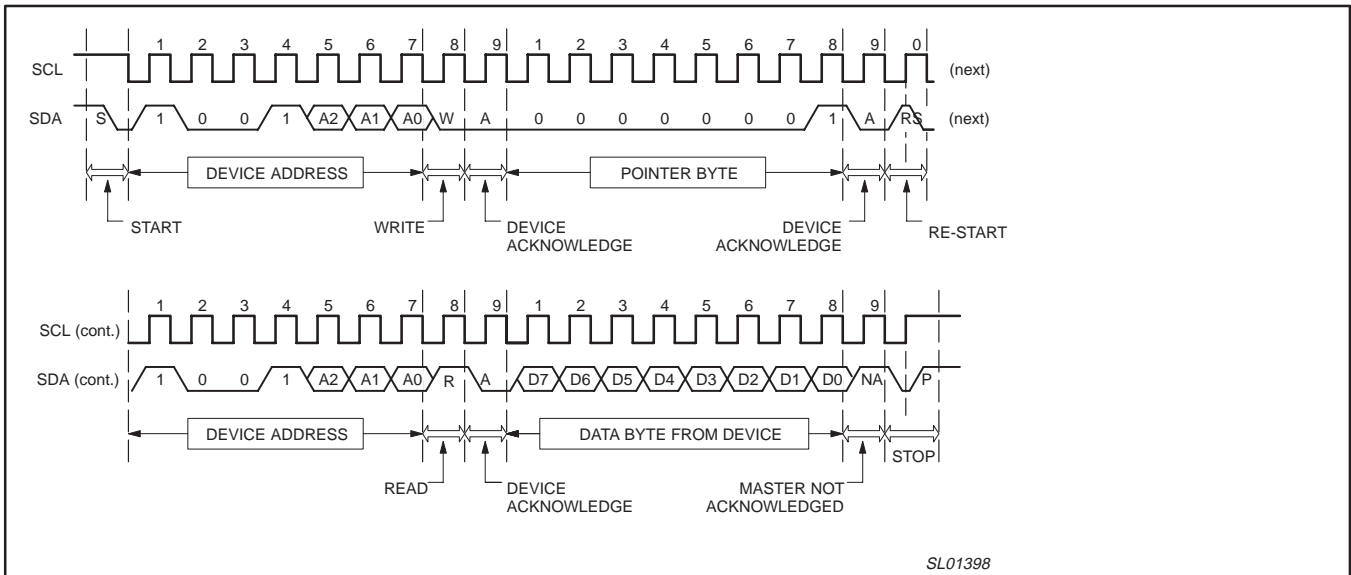 1 2 3 4 5 6 7 8 9 1 2 3 4 5 6 7 8 9 0
SCL (next)
SDA S 1 0 0 1 A2 A1 A0 W A 0 0 0 0 0 0 0 1 A RS (next)
DEVICE ADDRESS POINTER BYTE
START WRITE DEVICE ACKNOWLEDGE DEVICE ACKNOWLEDGE RE-START
1 2 3 4 5 6 7 8 9 1 2 3 4 5 6 7 8 9 0
SCL (cont.)
SDA (cont.) 1 0 0 1 A2 A1 A0 R A D7 D6 D5 D4 D3 D2 D1 D0 NA P
DEVICE ADDRESS DATA BYTE FROM DEVICE
STOP
READ DEVICE ACKNOWLEDGE MASTER NOT ACKNOWLEDGED
SL01398